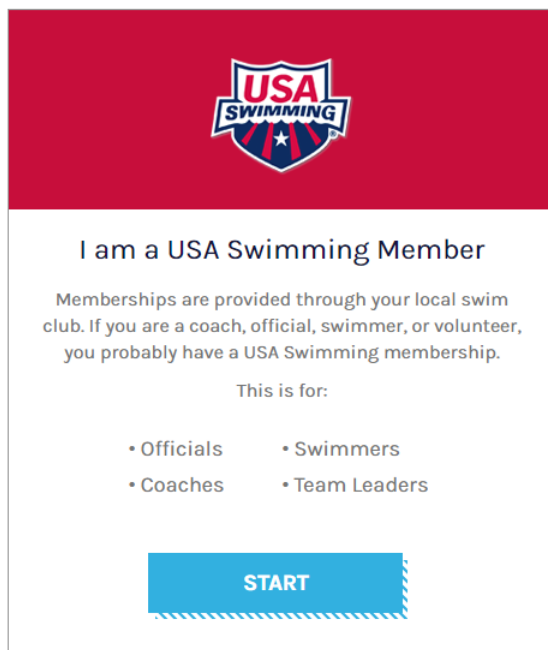 USA
SWIMMING
®
I am a USA Swimming Member
Memberships are provided through your local swim
club. If you are a coach, official, swimmer, or volunteer,
you probably have a USA Swimming membership.
This is for:
• Officials • Swimmers
• Coaches • Team Leaders
START